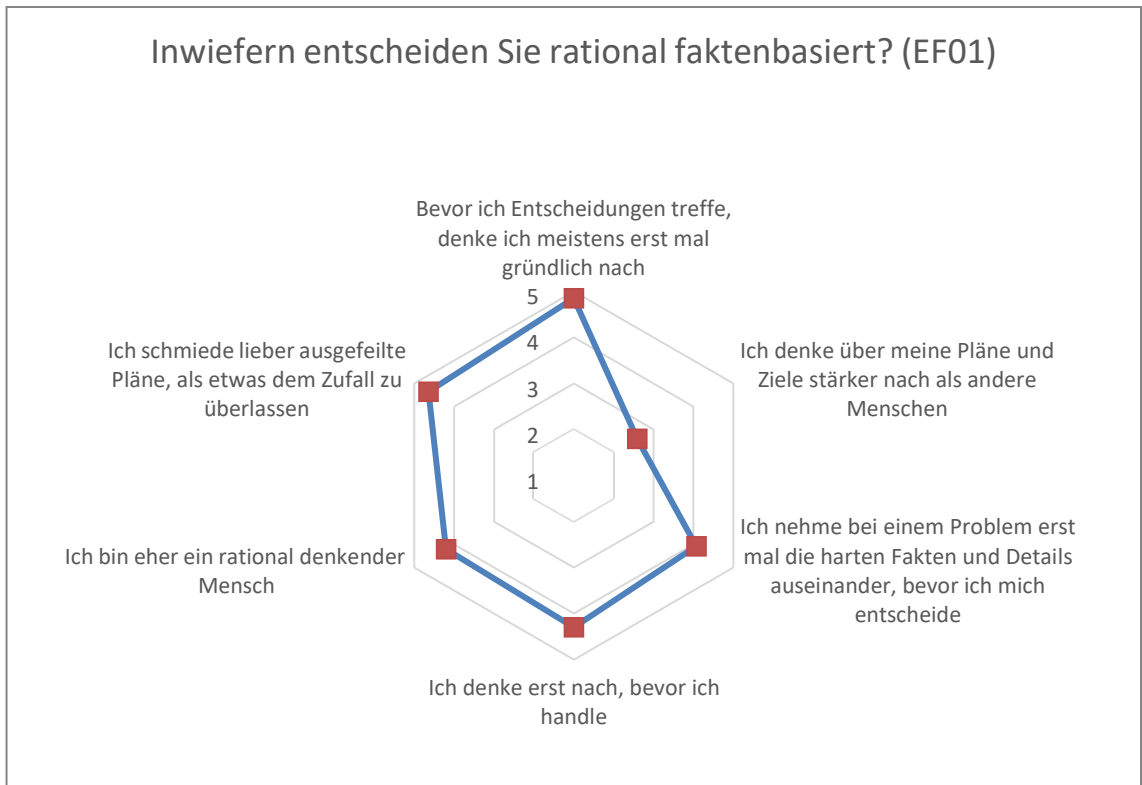 Inwiefern entscheiden Sie rational faktenbasiert? (EF01)
Bevor ich Entscheidungen treffe,
denke ich meistens erst mal
gründlich nach
5
4
3
2
1
Ich denke über meine Pläne und
Ziele stärker nach als andere
Menschen
Ich nehme bei einem Problem erst
mal die harten Fakten und Details
auseinander, bevor ich mich
entscheide
Ich denke erst nach, bevor ich
handle
Ich bin eher ein rational denkender
Mensch
Ich schmiede lieber ausgefeilte
Pläne, als etwas dem Zufall zu
überlassen